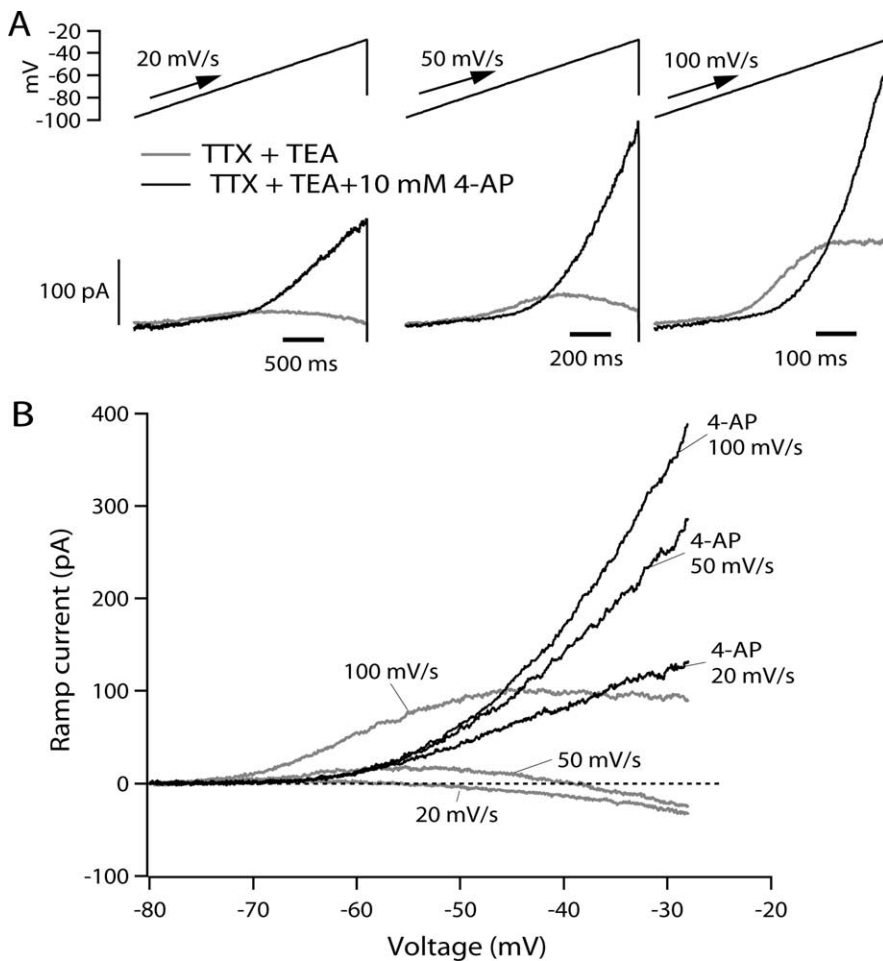 A
-20
-40
-60
-80
-100
mV
20 mV/s
50 mV/s
100 mV/s
TTX + TEA
TTX + TEA+10 mM 4-AP
100 pA
500 ms
200 ms
100 ms
B
400
300
200
100
0
-100
Ramp current (pA)
4-AP
100 mV/s
4-AP
50 mV/s
4-AP
20 mV/s
100 mV/s
50 mV/s
20 mV/s
-80
-70
-60
-50
-40
-30
-20
Voltage (mV)